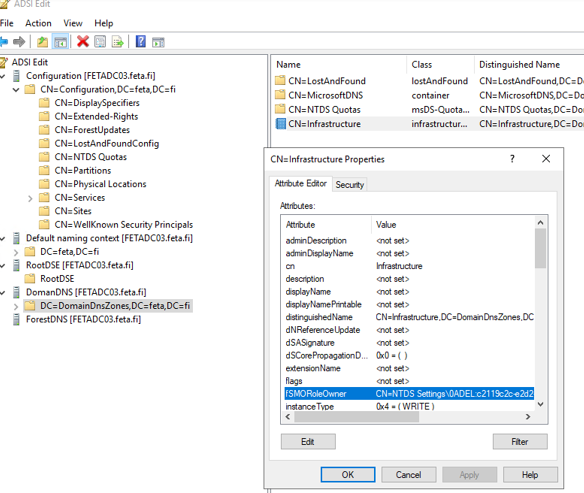 ADSI Edit
File Action View Help
ADSI Edit
Configuration [FETADC03.feta.fi]
CN=Configuration,DC=feta,DC=fi
CN=DisplaySpecifiers
CN=Extended-Rights
CN=ForestUpdates
CN=LostAndFoundConfig
CN=NTDS Quotas
CN=Partitions
CN=Physical Locations
CN=Services
CN=Sites
CN=WellKnown Security Principals
Default naming context [FETADC03.feta.fi]
DC=feta,DC=fi
RootDSE [FETADC03.feta.fi]
RootDSE
DomanDNS [FETADC03.feta.fi]
DC=DomainDnsZones,DC=feta,DC=fi
ForestDNS [FETADC03.feta.fi]
Name Class Distinguished Name
CN=LostAndFound lostAndFound CN=LostAndFound,DC=Doma
CN=MicrosoftDNS container CN=MicrosoftDNS,DC=Doma
CN=NTDS Quotas msDS-Quota... CN=NTDS Quotas,DC=Dom
CN=Infrastructure infrastructur... CN=Infrastructure,DC=Dom
CN=Infrastructure Properties ? ×
Attribute Editor Security
Attributes:
Attribute Value
adminDescription <not set>
adminDisplayName <not set>
cn Infrastructure
description <not set>
displayName <not set>
displayNamePrintable <not set>
distinguishedName CN=Infrastructure,DC=DomainDnsZones,DC
dNReferenceUpdate <not set>
dSASignature <not set>
dSCorePropagationD... 0x0 = ( )
extensionName <not set>
flags <not set>
fSMORoleOwner CN=NTDS Settings\0ADEL:c2119c2c-e2d2
instanceType 0x4 = ( WRITE )
Edit Filter
OK Cancel Apply Help